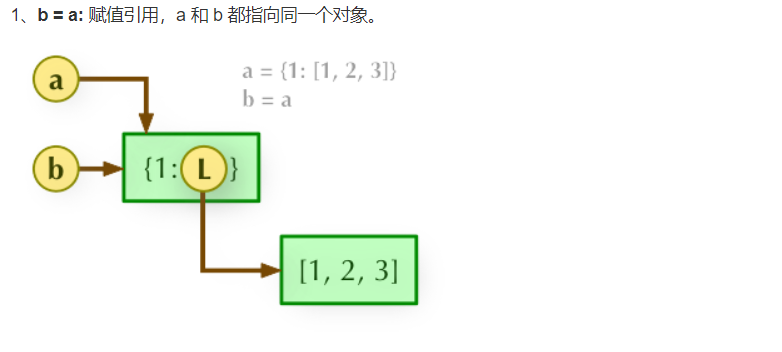 1、b = a: 赋值引用，a 和 b 都指向同一个对象。
a = {1: [1, 2, 3]}
b = a
a
b
{1: L }
[1, 2, 3]